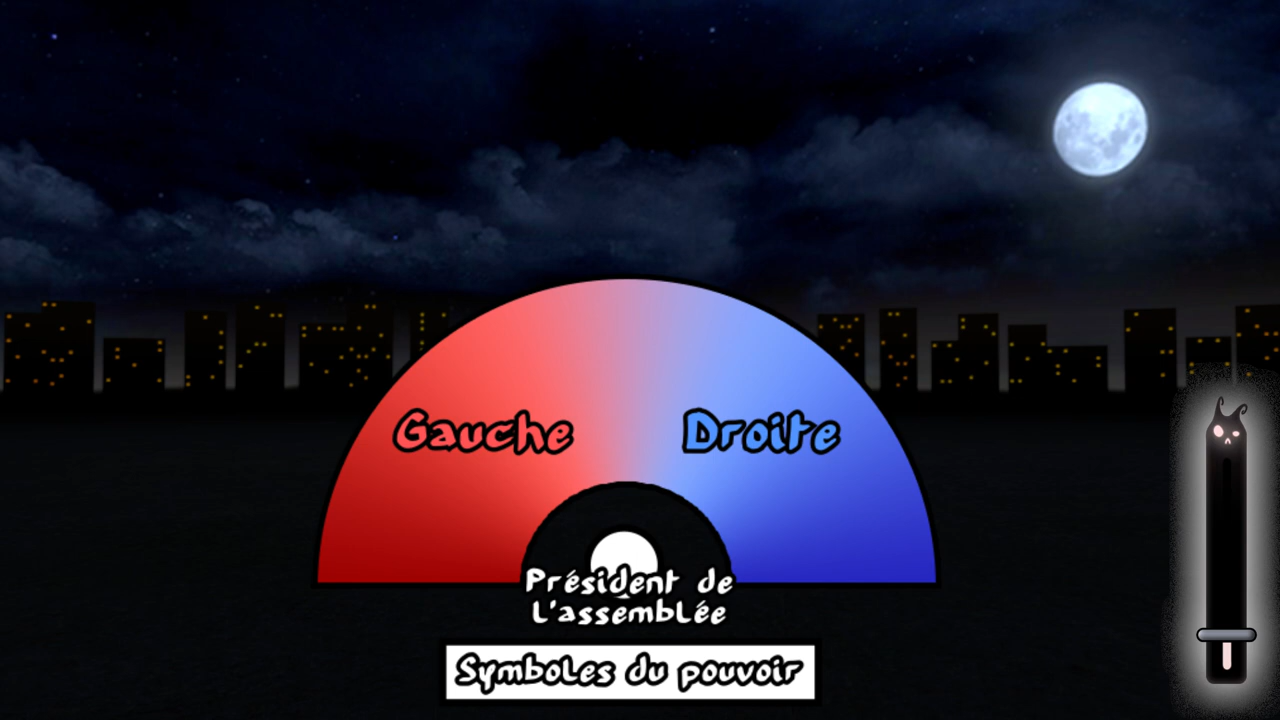 Gauche
Droite
Président de
l'assemblée
Symboles du pouvoir